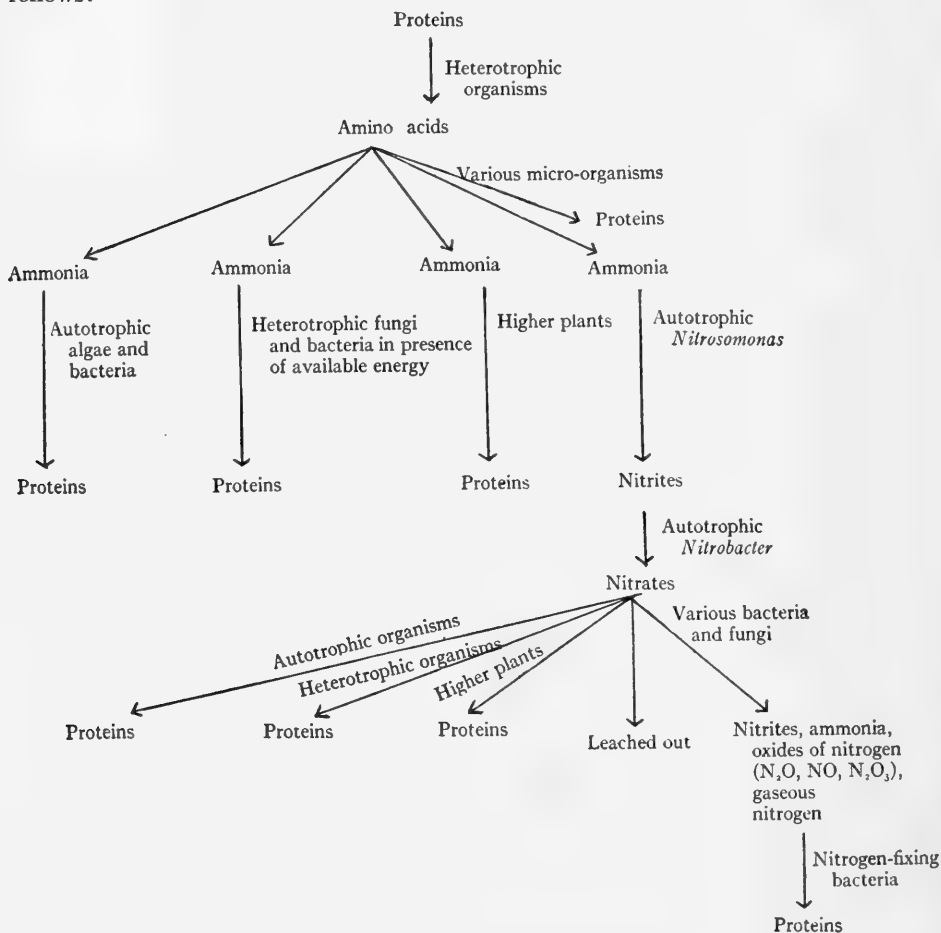 Proteins
Heterotrophic
organisms
Amino acids
Various micro-organisms
Proteins
Ammonia
Ammonia
Ammonia
Ammonia
Autotrophic
algae and
bacteria
Heterotrophic fungi
and bacteria in presence
of available energy
Higher plants
Autotrophic
Nitrosomonas
Proteins
Proteins
Proteins
Nitrites
Autotrophic
Nitrobacter
Nitrates
Autotrophic organisms
Heterotrophic organisms
Higher plants
Various bacteria
and fungi
Proteins
Proteins
Proteins
Leached out
Nitrites, ammonia,
oxides of nitrogen
(N₂O, NO, N₂O₃),
gaseous
nitrogen
Nitrogen-fixing
bacteria
Proteins